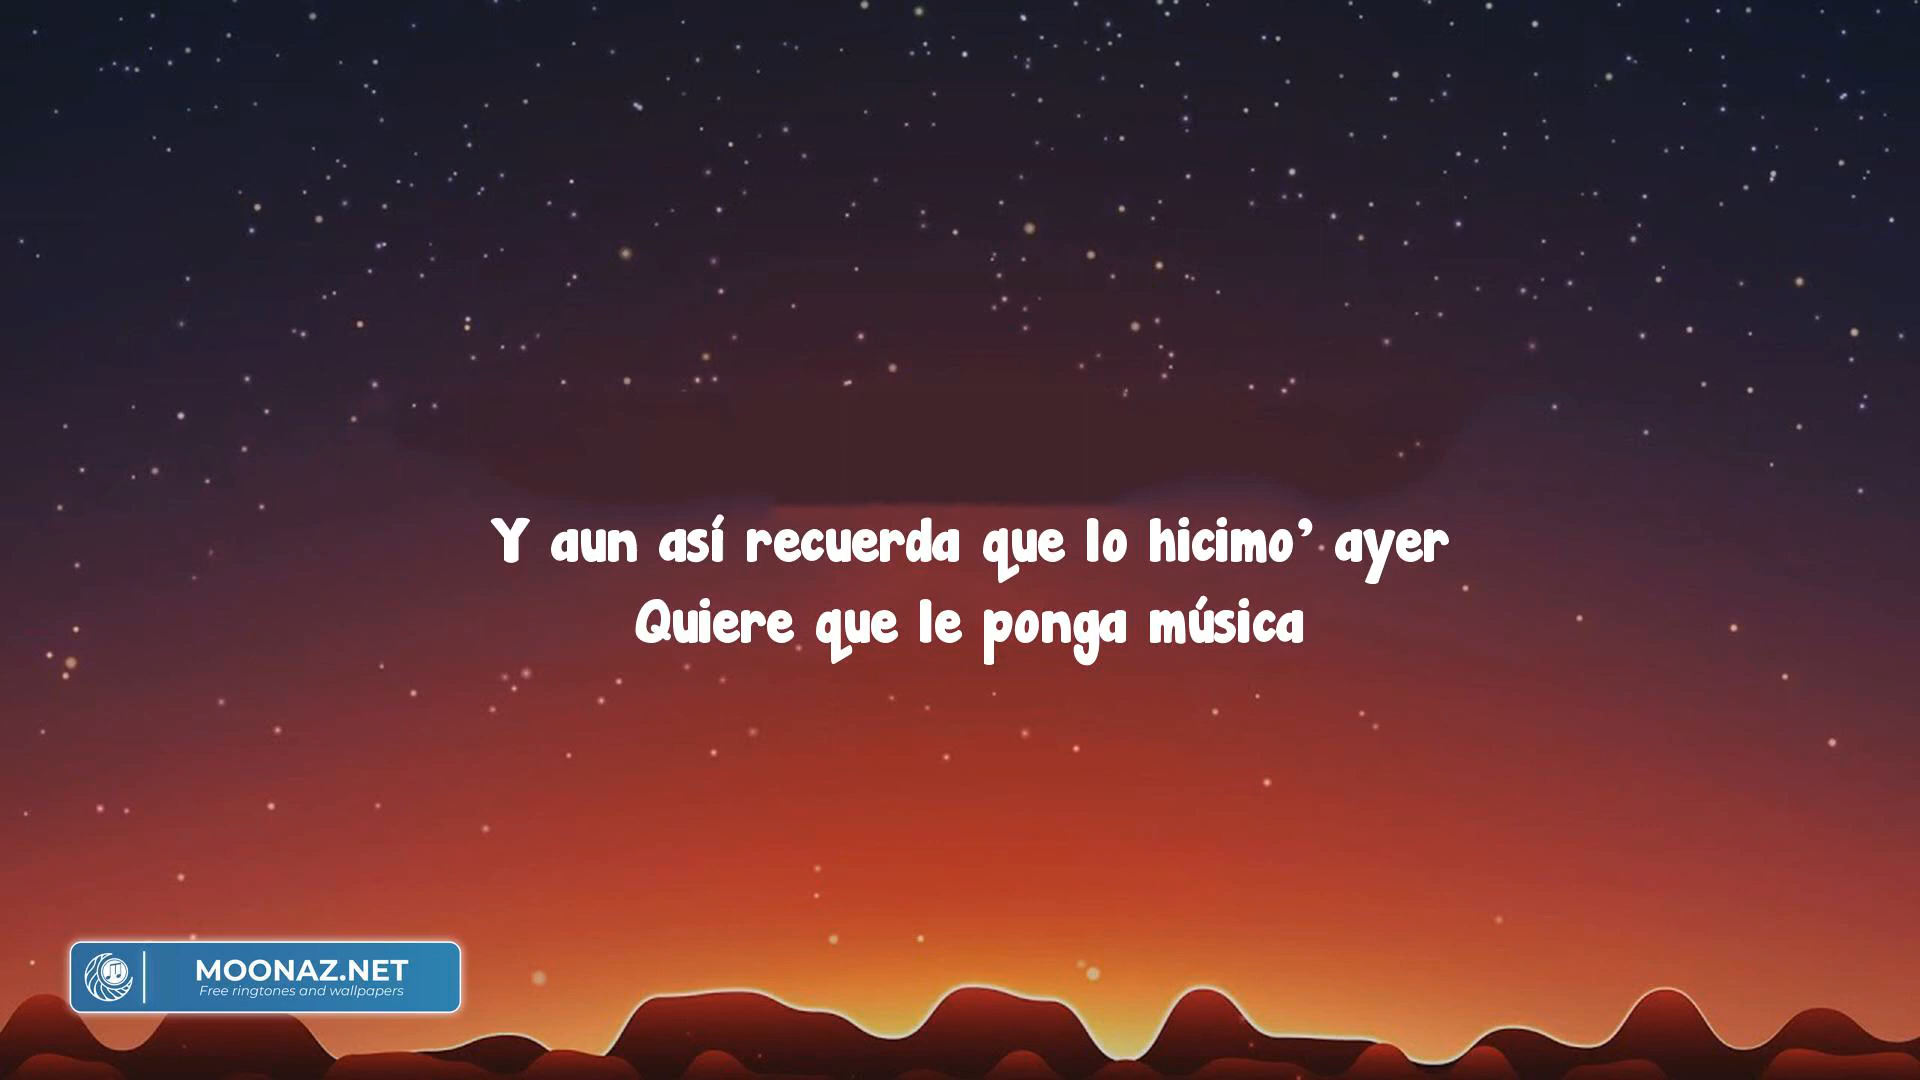 Y aun así recuerda que lo hicimo’ ayer
Quiere que le ponga música
MOONAZ.NET
Free ringtones and wallpapers